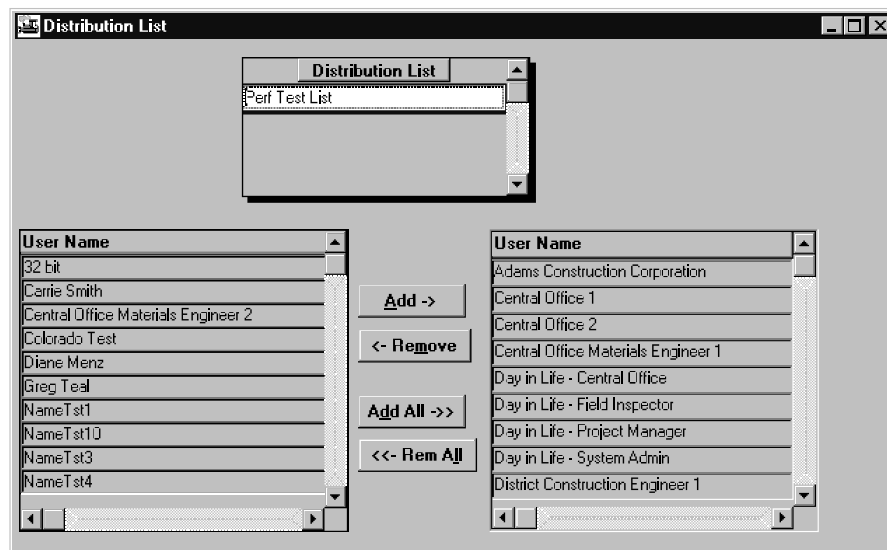 Distribution List
Distribution List
Perf Test List
User Name
32 bit
Carrie Smith
Central Office Materials Engineer 2
Colorado Test
Diane Menz
Greg Teal
NameTst1
NameTst10
NameTst3
NameTst4
Add ->
<- Remove
Add All ->>
<<- Rem All
User Name
Adams Construction Corporation
Central Office 1
Central Office 2
Central Office Materials Engineer 1
Day in Life - Central Office
Day in Life - Field Inspector
Day in Life - Project Manager
Day in Life - System Admin
District Construction Engineer 1